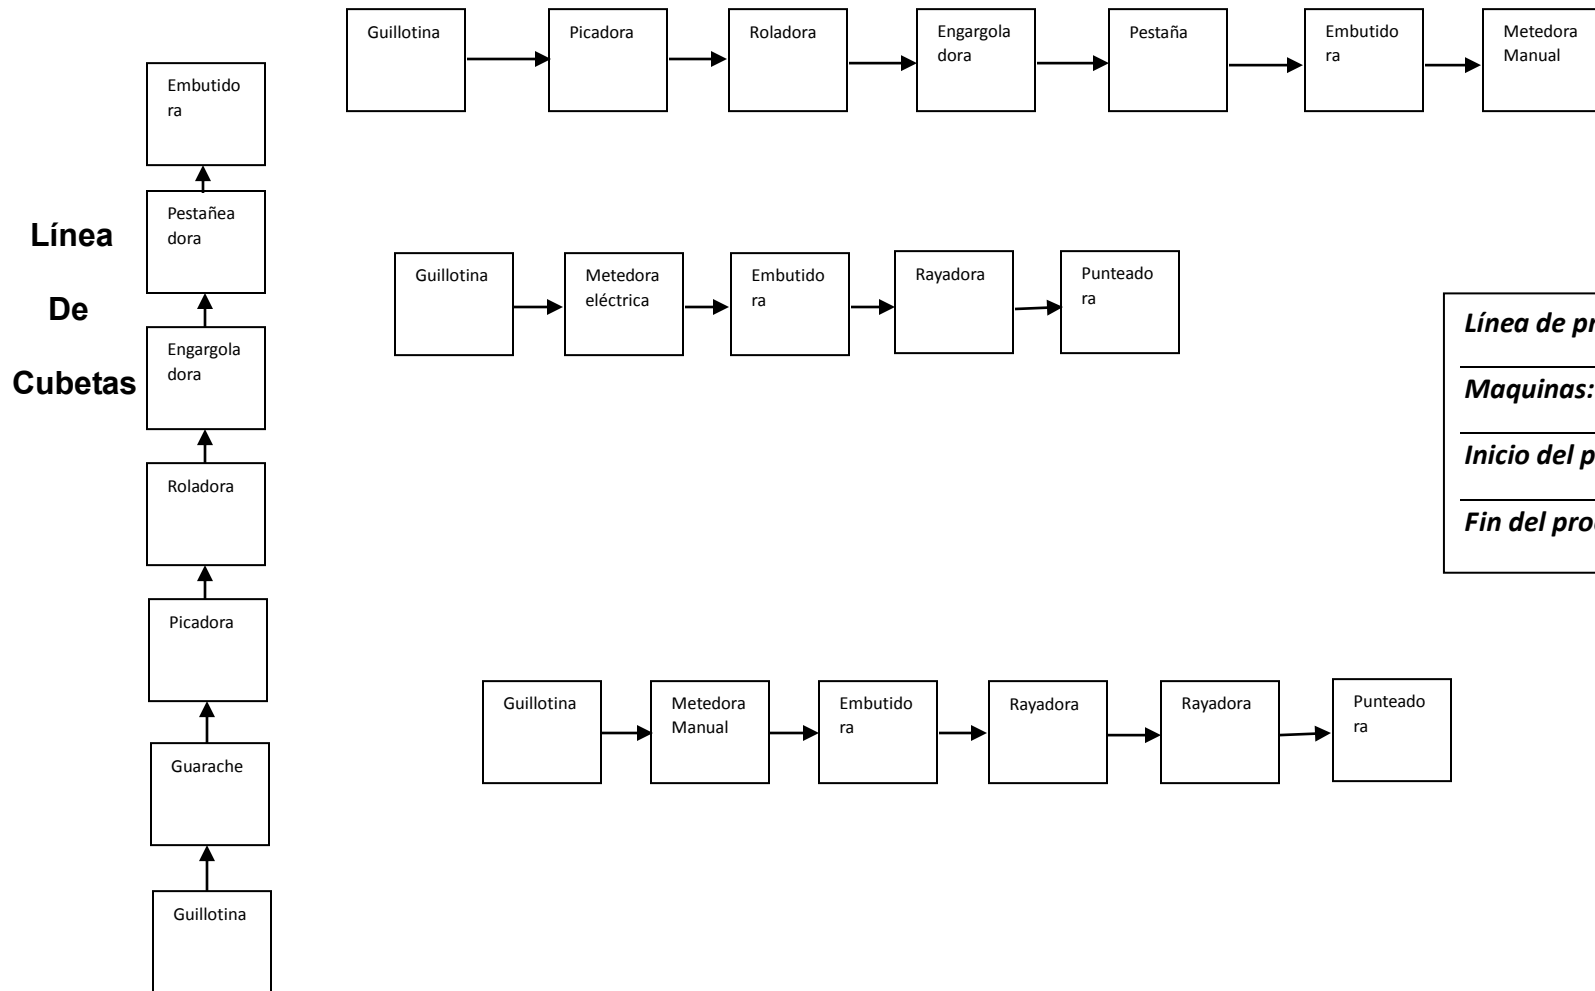 Guillotina
Picadora
Roladora
Engargola
dora
Pestaña
Embutido
ra
Metedora
Manual
Embutido
ra
Pestañea
dora
Engargola
dora
Roladora
Picadora
Guarache
Guillotina
Línea
De
Cubetas
Guillotina
Metedora
eléctrica
Embutido
ra
Rayadora
Punteado
ra
Línea de pr
Maquinas:
Inicio del p
Fin del pro
Guillotina
Metedora
Manual
Embutido
ra
Rayadora
Rayadora
Punteado
ra